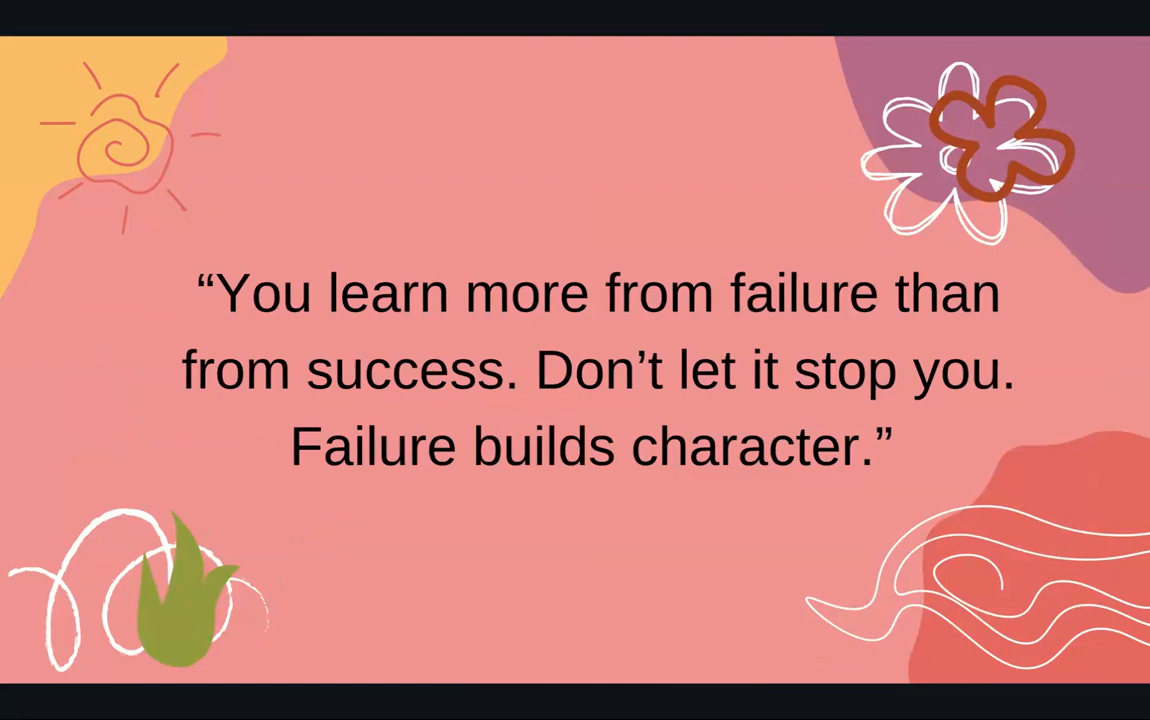 “You learn more from failure than
from success. Don’t let it stop you.
Failure builds character.”